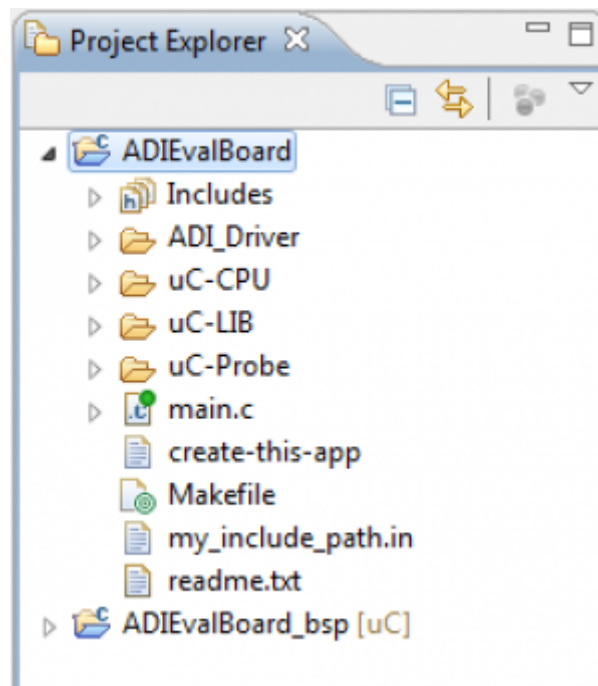 Project Explorer
ADIEvalBoard
Includes
ADI_Driver
uC-CPU
uC-LIB
uC-Probe
main.c
create-this-app
Makefile
my_include_path.in
readme.txt
ADIEvalBoard_bsp [uC]